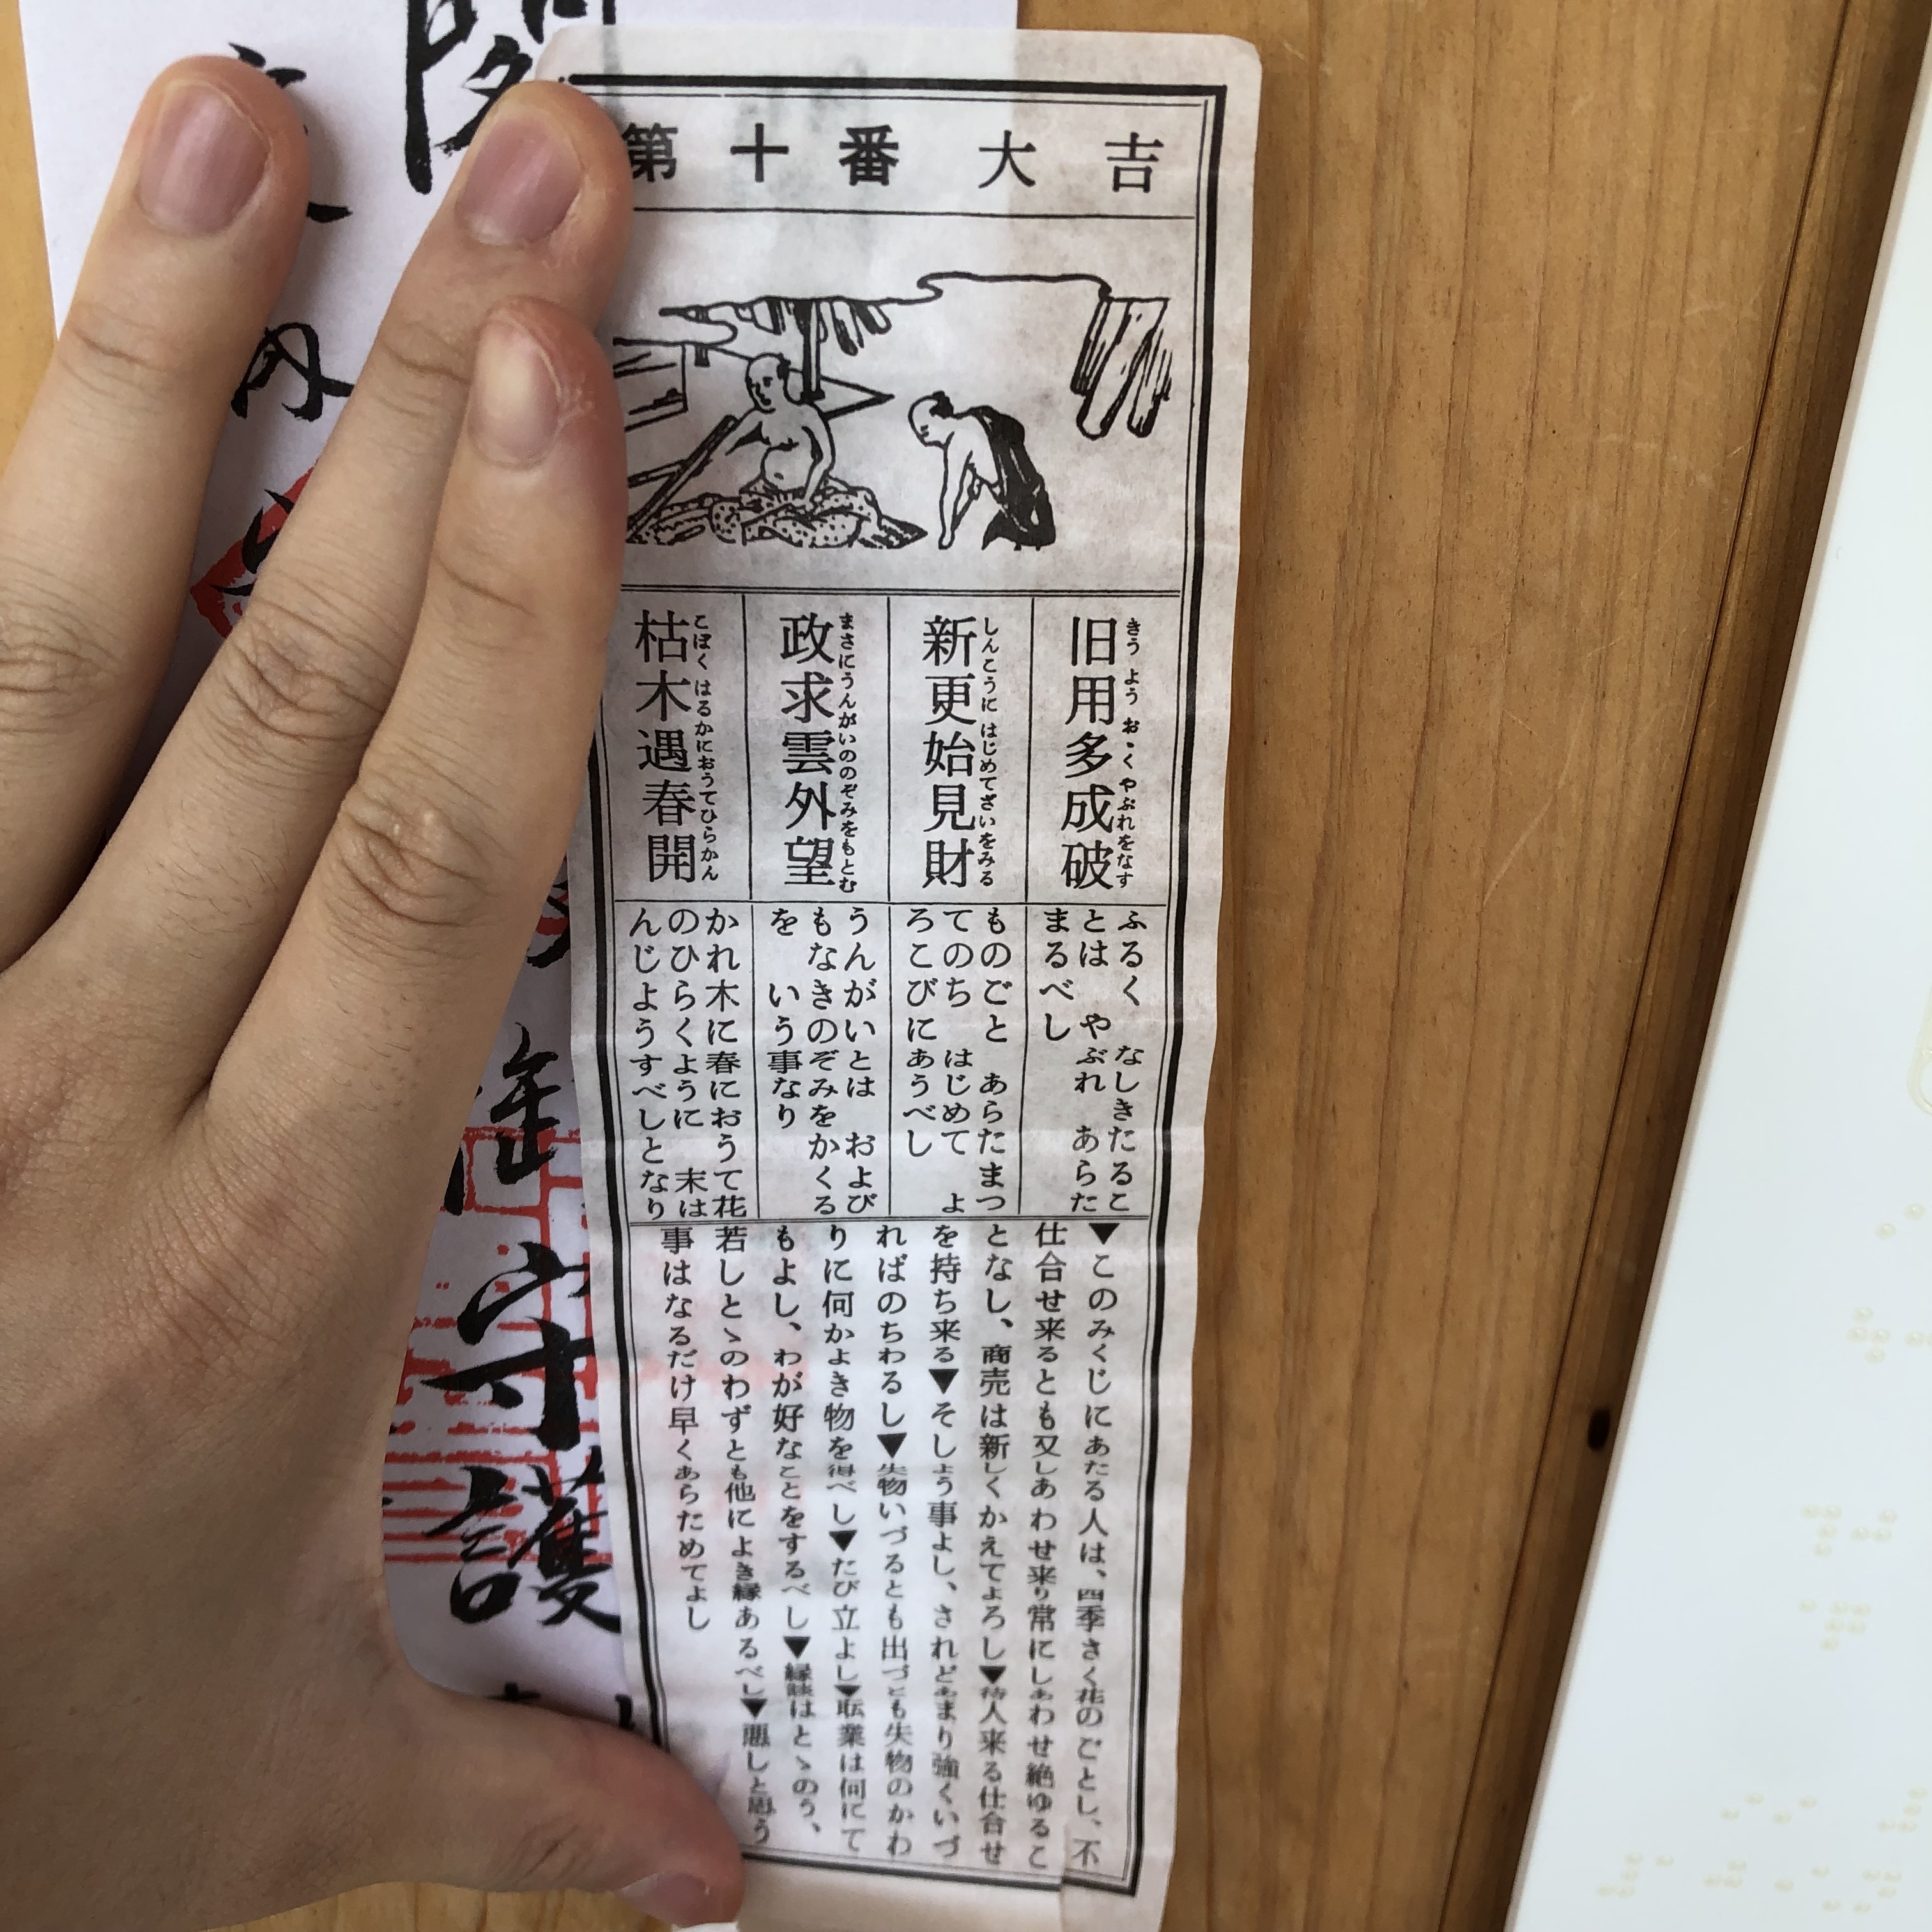 第十番大吉
旧用多成破
きうようおゝくやぶれをなす
新更始見財
しんこうにはじめてざいをみる
政求雲外望
まさにうんがいののぞみをもとむ
枯木遇春開
こぼくはるかにおうてひらかん
ふるくなしきたるこ
とはやぶれあらた
まるべし
ものごとあらたまつ
てのちはじめてよ
ろこびにあうべし
うんがいとはおよび
もなきのぞみをかくる
をいう事なり
かれ木に春におうて花
のひらくように末は
んじようすべしとなり
▼このみくじにあたる人は、四季さく花のごとし、不
仕合せ来るとも又しあわせ来り常にしあわせ絶ゆるこ
となし、商売は新しくかえてよろし▼待人来る仕合せ
を持ち来る▼そしよう事よし、されどあまり強くいづ
ればのちわるし▼失物いづるとも出づとも失物のかわ
りに何かよき物を得べし▼たび立よし▼職業は何にて
もよし、わが好なことをするべし▼縁談はとゝのう、
若しとゝのわずとも他によき縁あるべし▼悪しと思う
事はなるだけ早くあらためてよし
守護